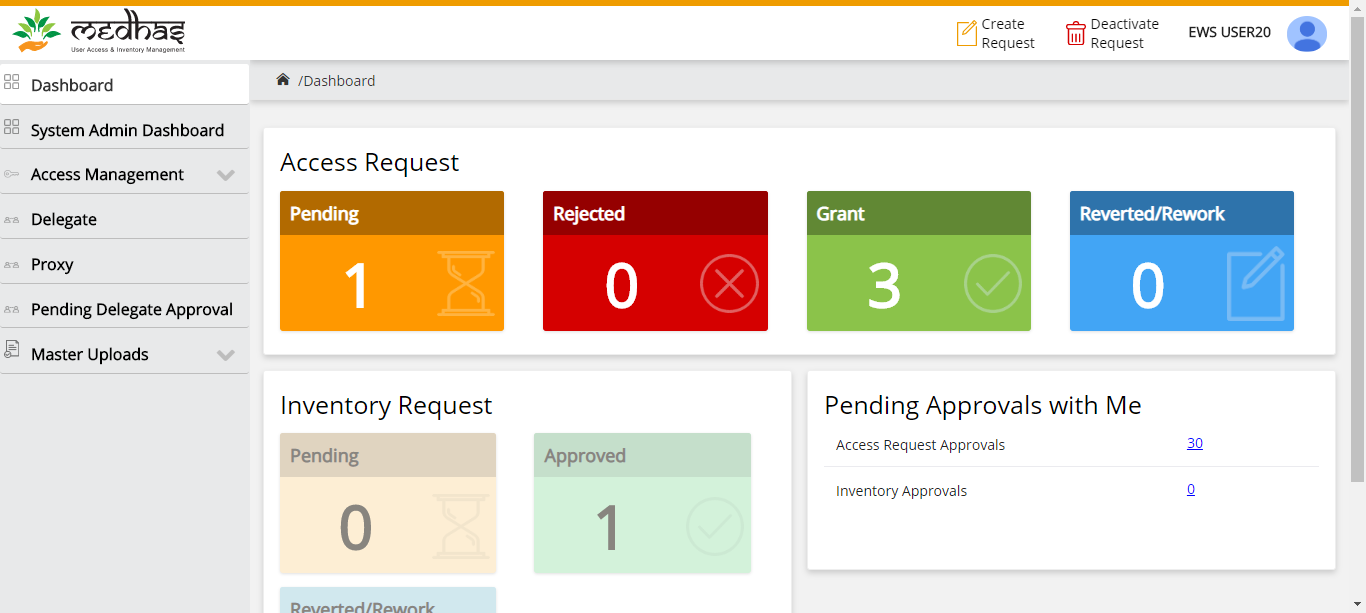 medhas
User Access & Inventory Management
Create
Request
Deactivate
Request
EWS USER20
Dashboard
System Admin Dashboard
Access Management
Delegate
Proxy
Pending Delegate Approval
Master Uploads
/Dashboard
Access Request
Pending
1
Rejected
0
Grant
3
Reverted/Rework
0
Inventory Request
Pending
0
Approved
1
Reverted/Rework
Pending Approvals with Me
Access Request Approvals 30
Inventory Approvals 0